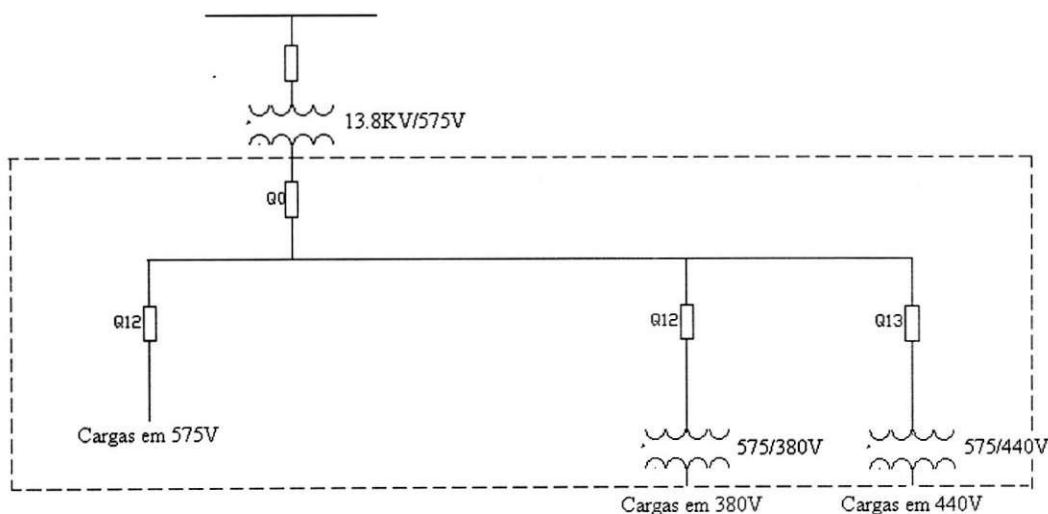 13.8KV/575V
Q0
Q12
Q12
Q13
Cargas em 575V
575/380V
575/440V
Cargas em 380V
Cargas em 440V